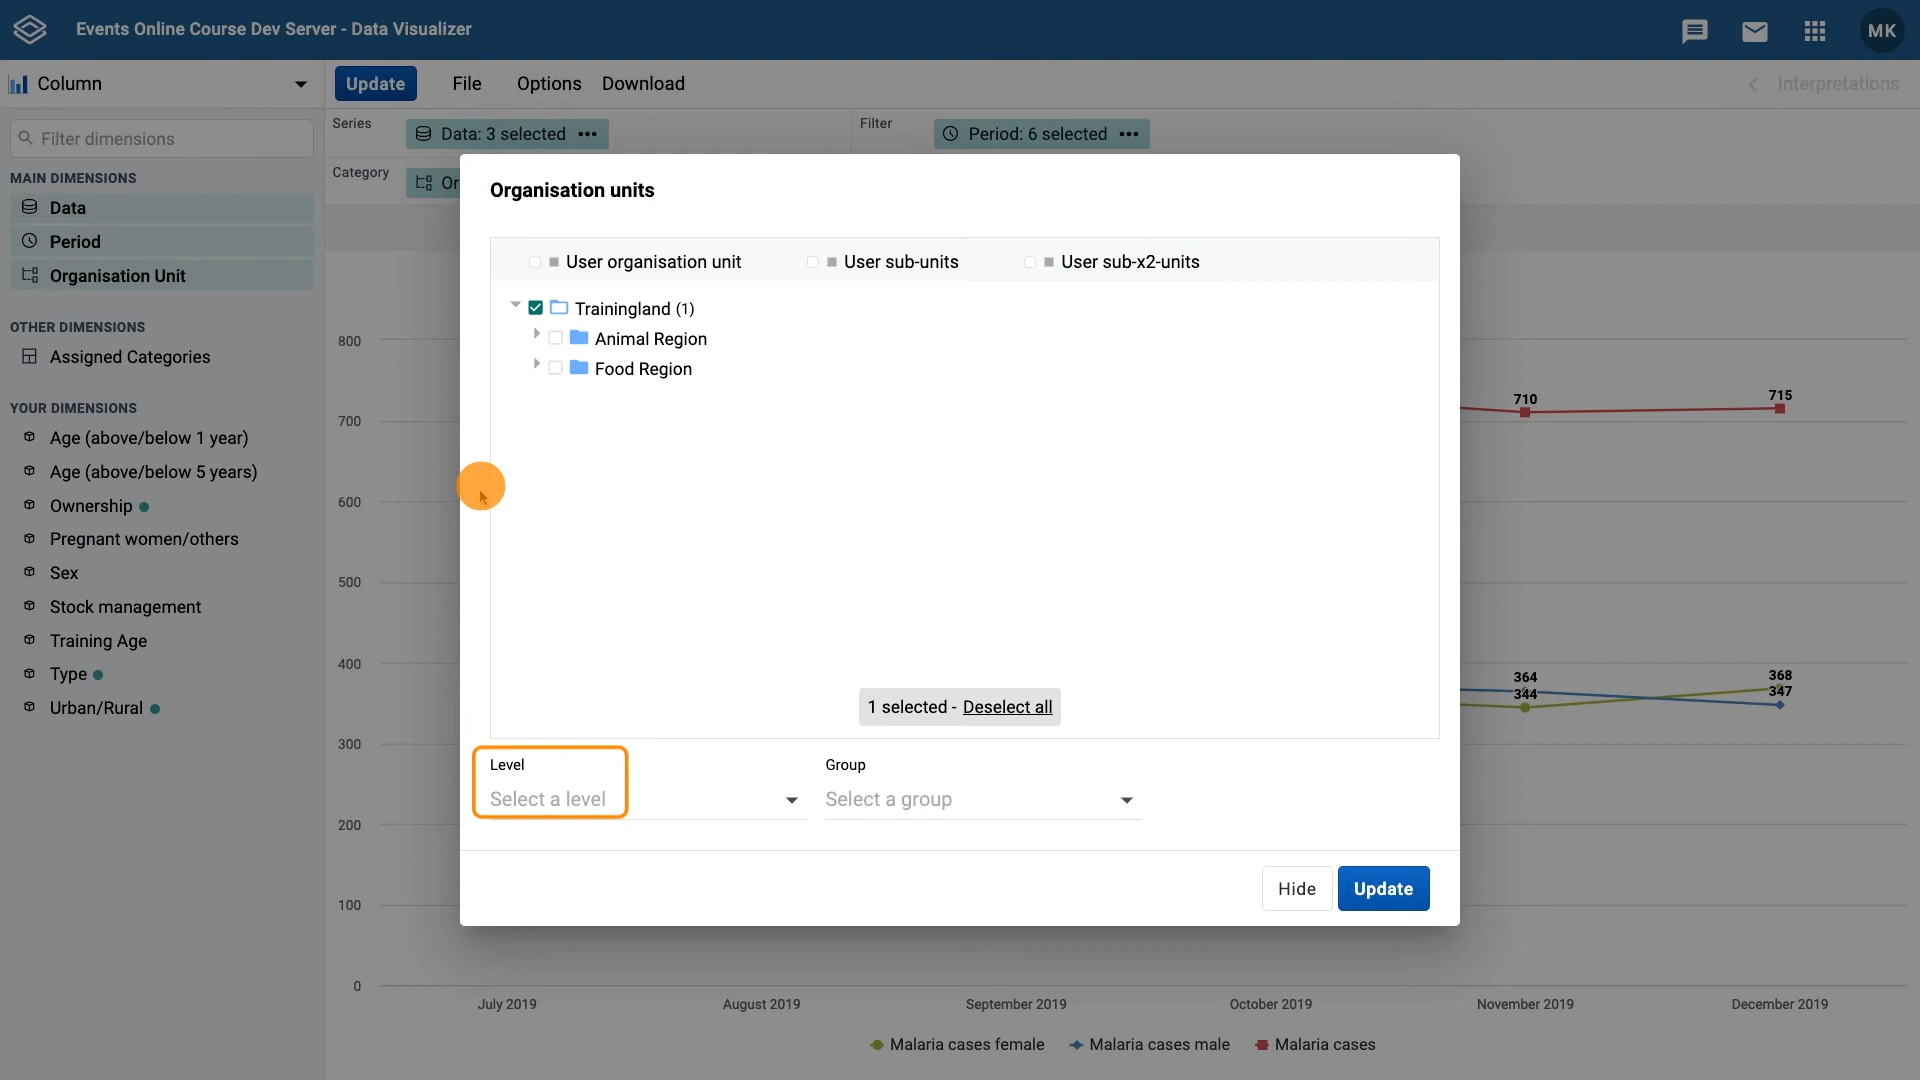 Events Online Course Dev Server - Data Visualizer
MK
Column
Update
File
Options
Download
Interpretations
Filter dimensions
MAIN DIMENSIONS
Data
Period
Organisation Unit
OTHER DIMENSIONS
Assigned Categories
YOUR DIMENSIONS
Age (above/below 1 year)
Age (above/below 5 years)
Ownership
Pregnant women/others
Sex
Stock management
Training Age
Type
Urban/Rural
Series
Data: 3 selected
Filter
Period: 6 selected
Category
Or
Organisation units
User organisation unit
User sub-units
User sub-x2-units
Trainingland (1)
Animal Region
Food Region
1 selected - Deselect all
Level
Select a level
Group
Select a group
Hide
Update
800
700
600
500
400
300
200
100
0
710
715
364
344
368
347
July 2019
August 2019
September 2019
October 2019
November 2019
December 2019
Malaria cases female
Malaria cases male
Malaria cases